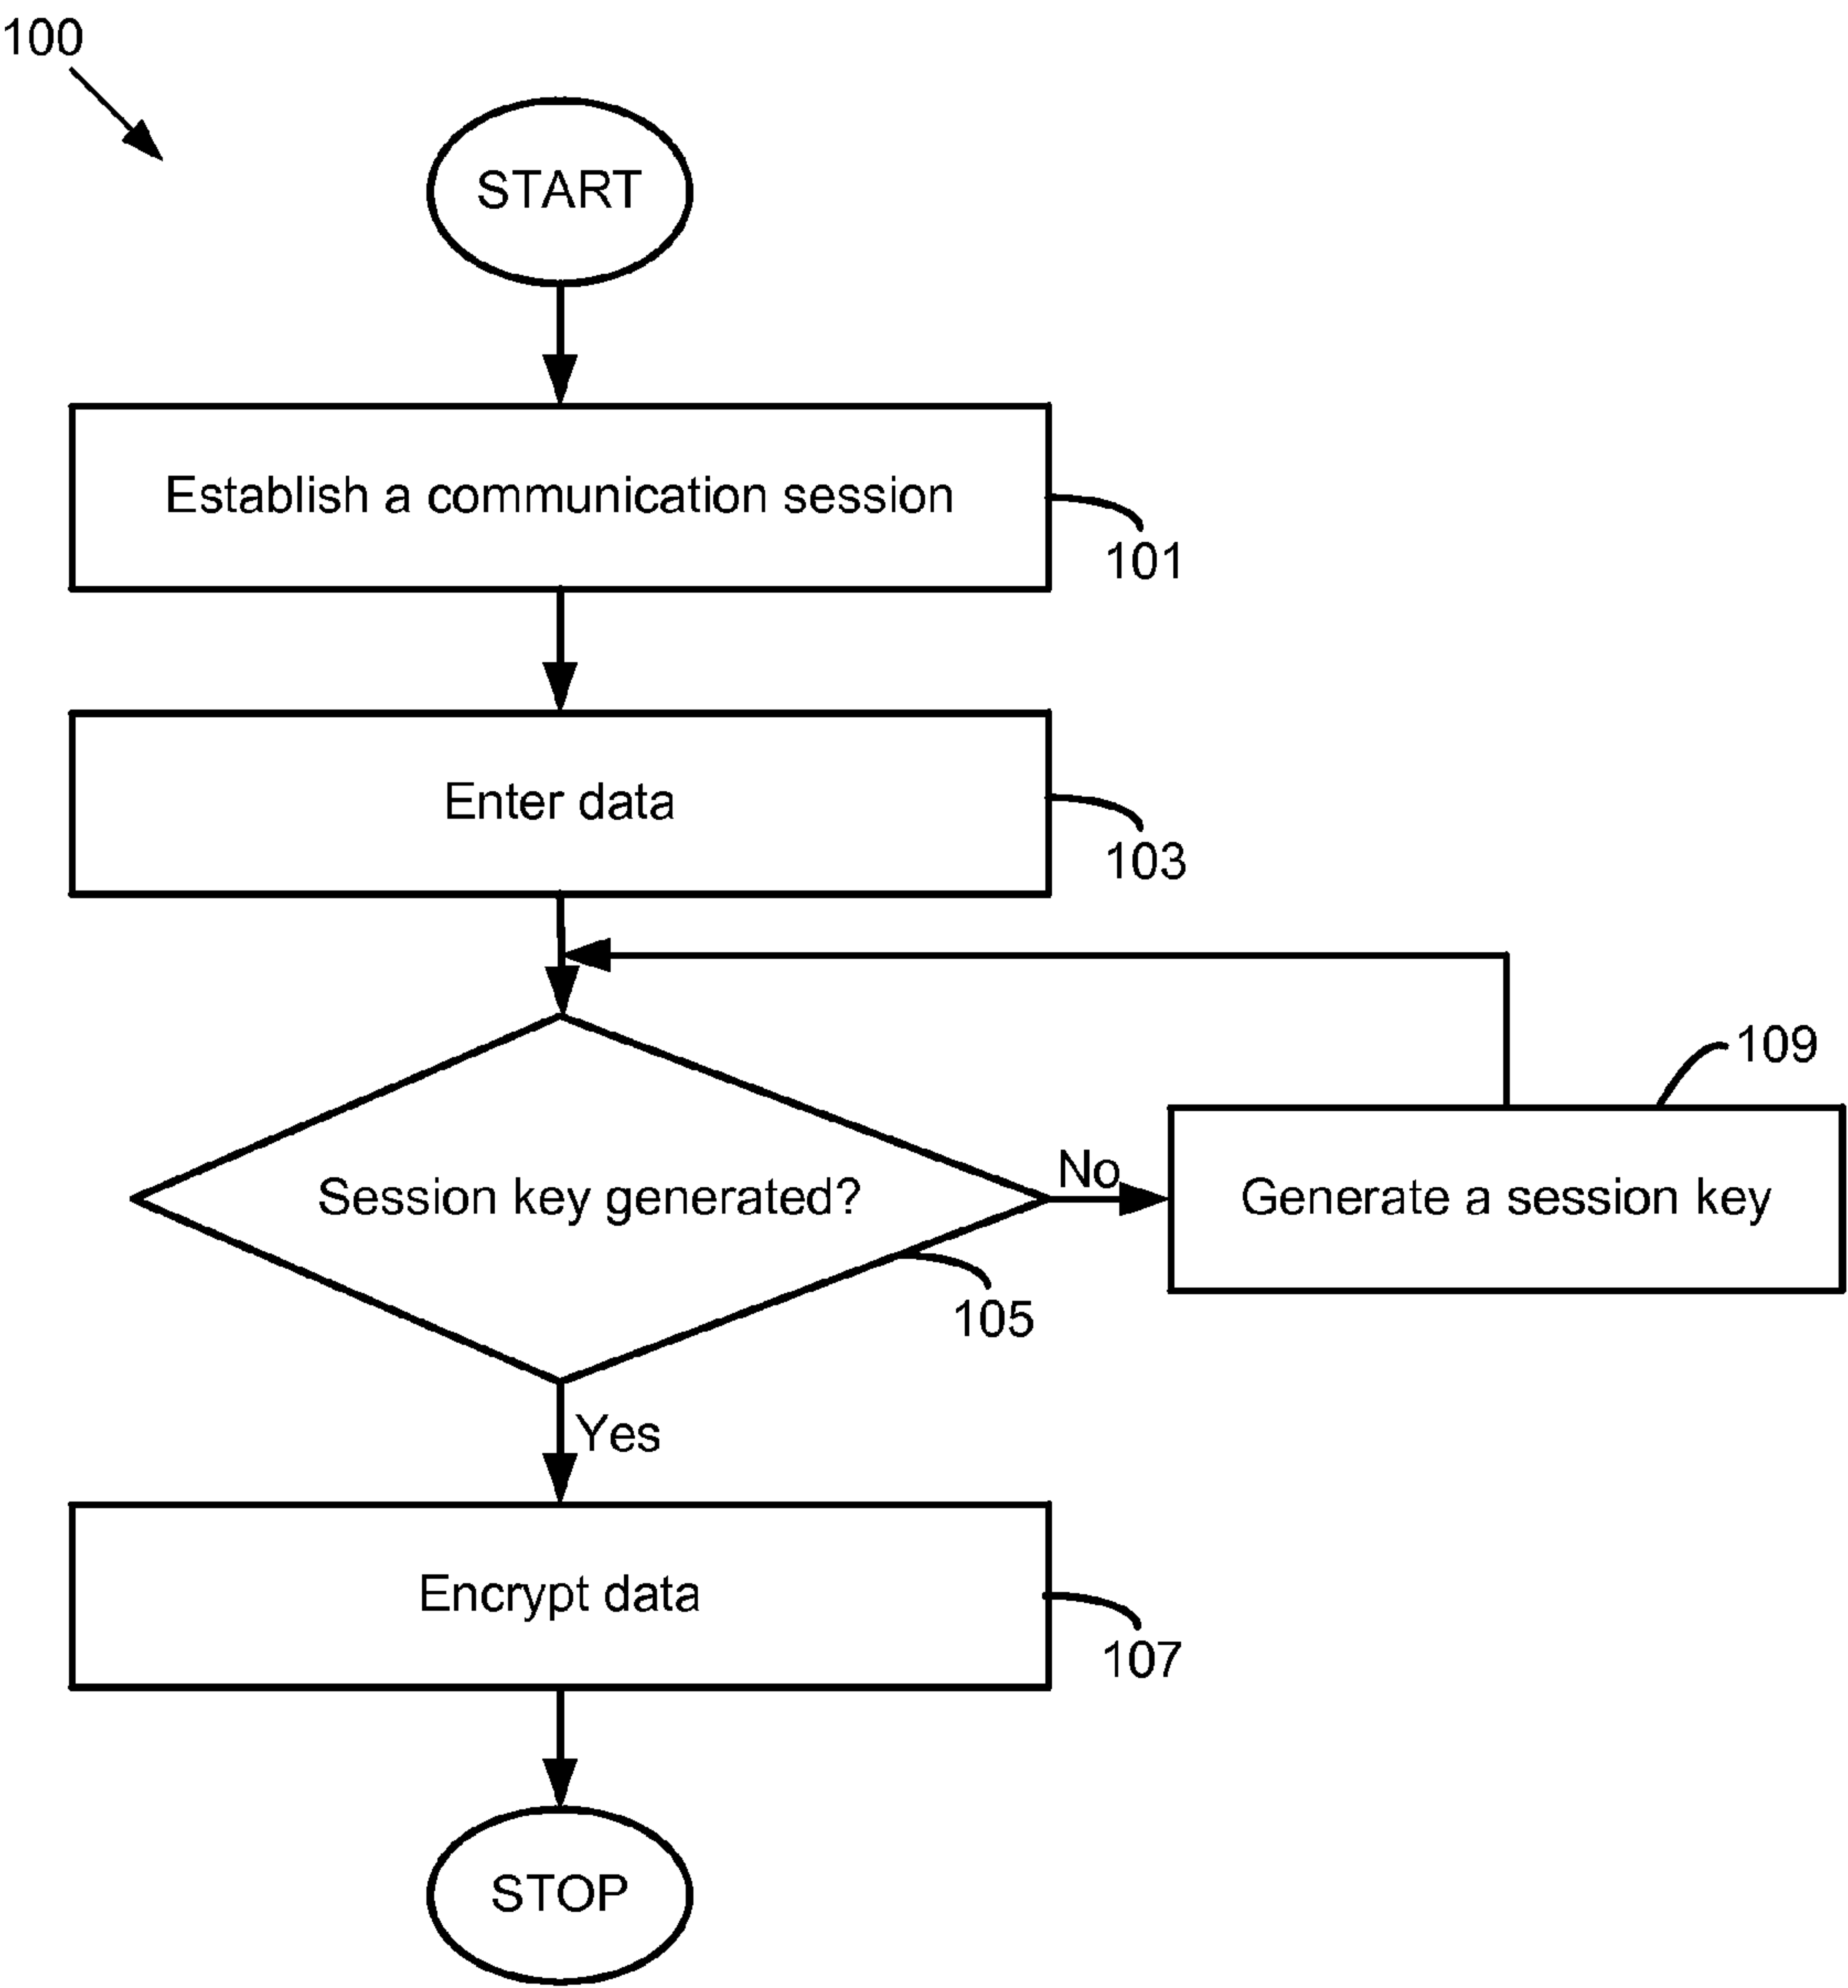 100
START
Establish a communication session
101
Enter data
103
109
Session key generated?
No
Generate a session key
105
Yes
Encrypt data
107
STOP